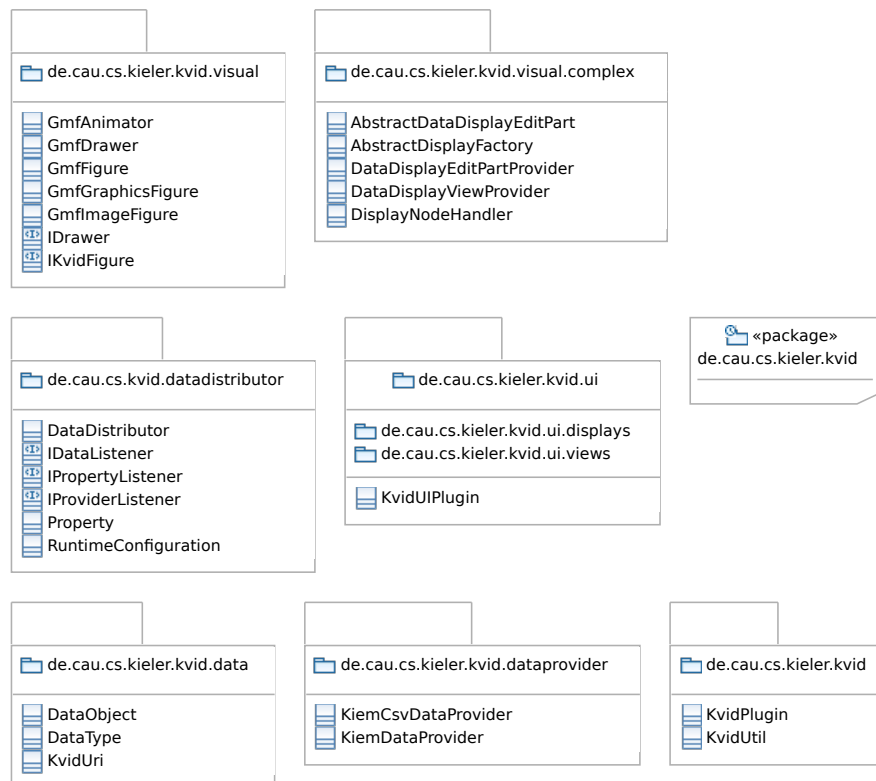 de.cau.cs.kieler.kvid.visual
GmfAnimator
GmfDrawer
GmfFigure
GmfGraphicsFigure
GmfImageFigure
IDrawer
IKvidFigure
de.cau.cs.kieler.kvid.visual.complex
AbstractDataDisplayEditPart
AbstractDisplayFactory
DataDisplayEditPartProvider
DataDisplayViewProvider
DisplayNodeHandler
de.cau.cs.kvid.datadistributor
DataDistributor
IDataListener
IPropertyListener
IProviderListener
Property
RuntimeConfiguration
de.cau.cs.kieler.kvid.ui
de.cau.cs.kieler.kvid.ui.displays
de.cau.cs.kieler.kvid.ui.views
KvidUIPlugin
«package»
de.cau.cs.kieler.kvid
de.cau.cs.kieler.kvid.data
DataObject
DataType
KvidUri
de.cau.cs.kieler.kvid.dataprovider
KiemCsvDataProvider
KiemDataProvider
de.cau.cs.kieler.kvid
KvidPlugin
KvidUtil